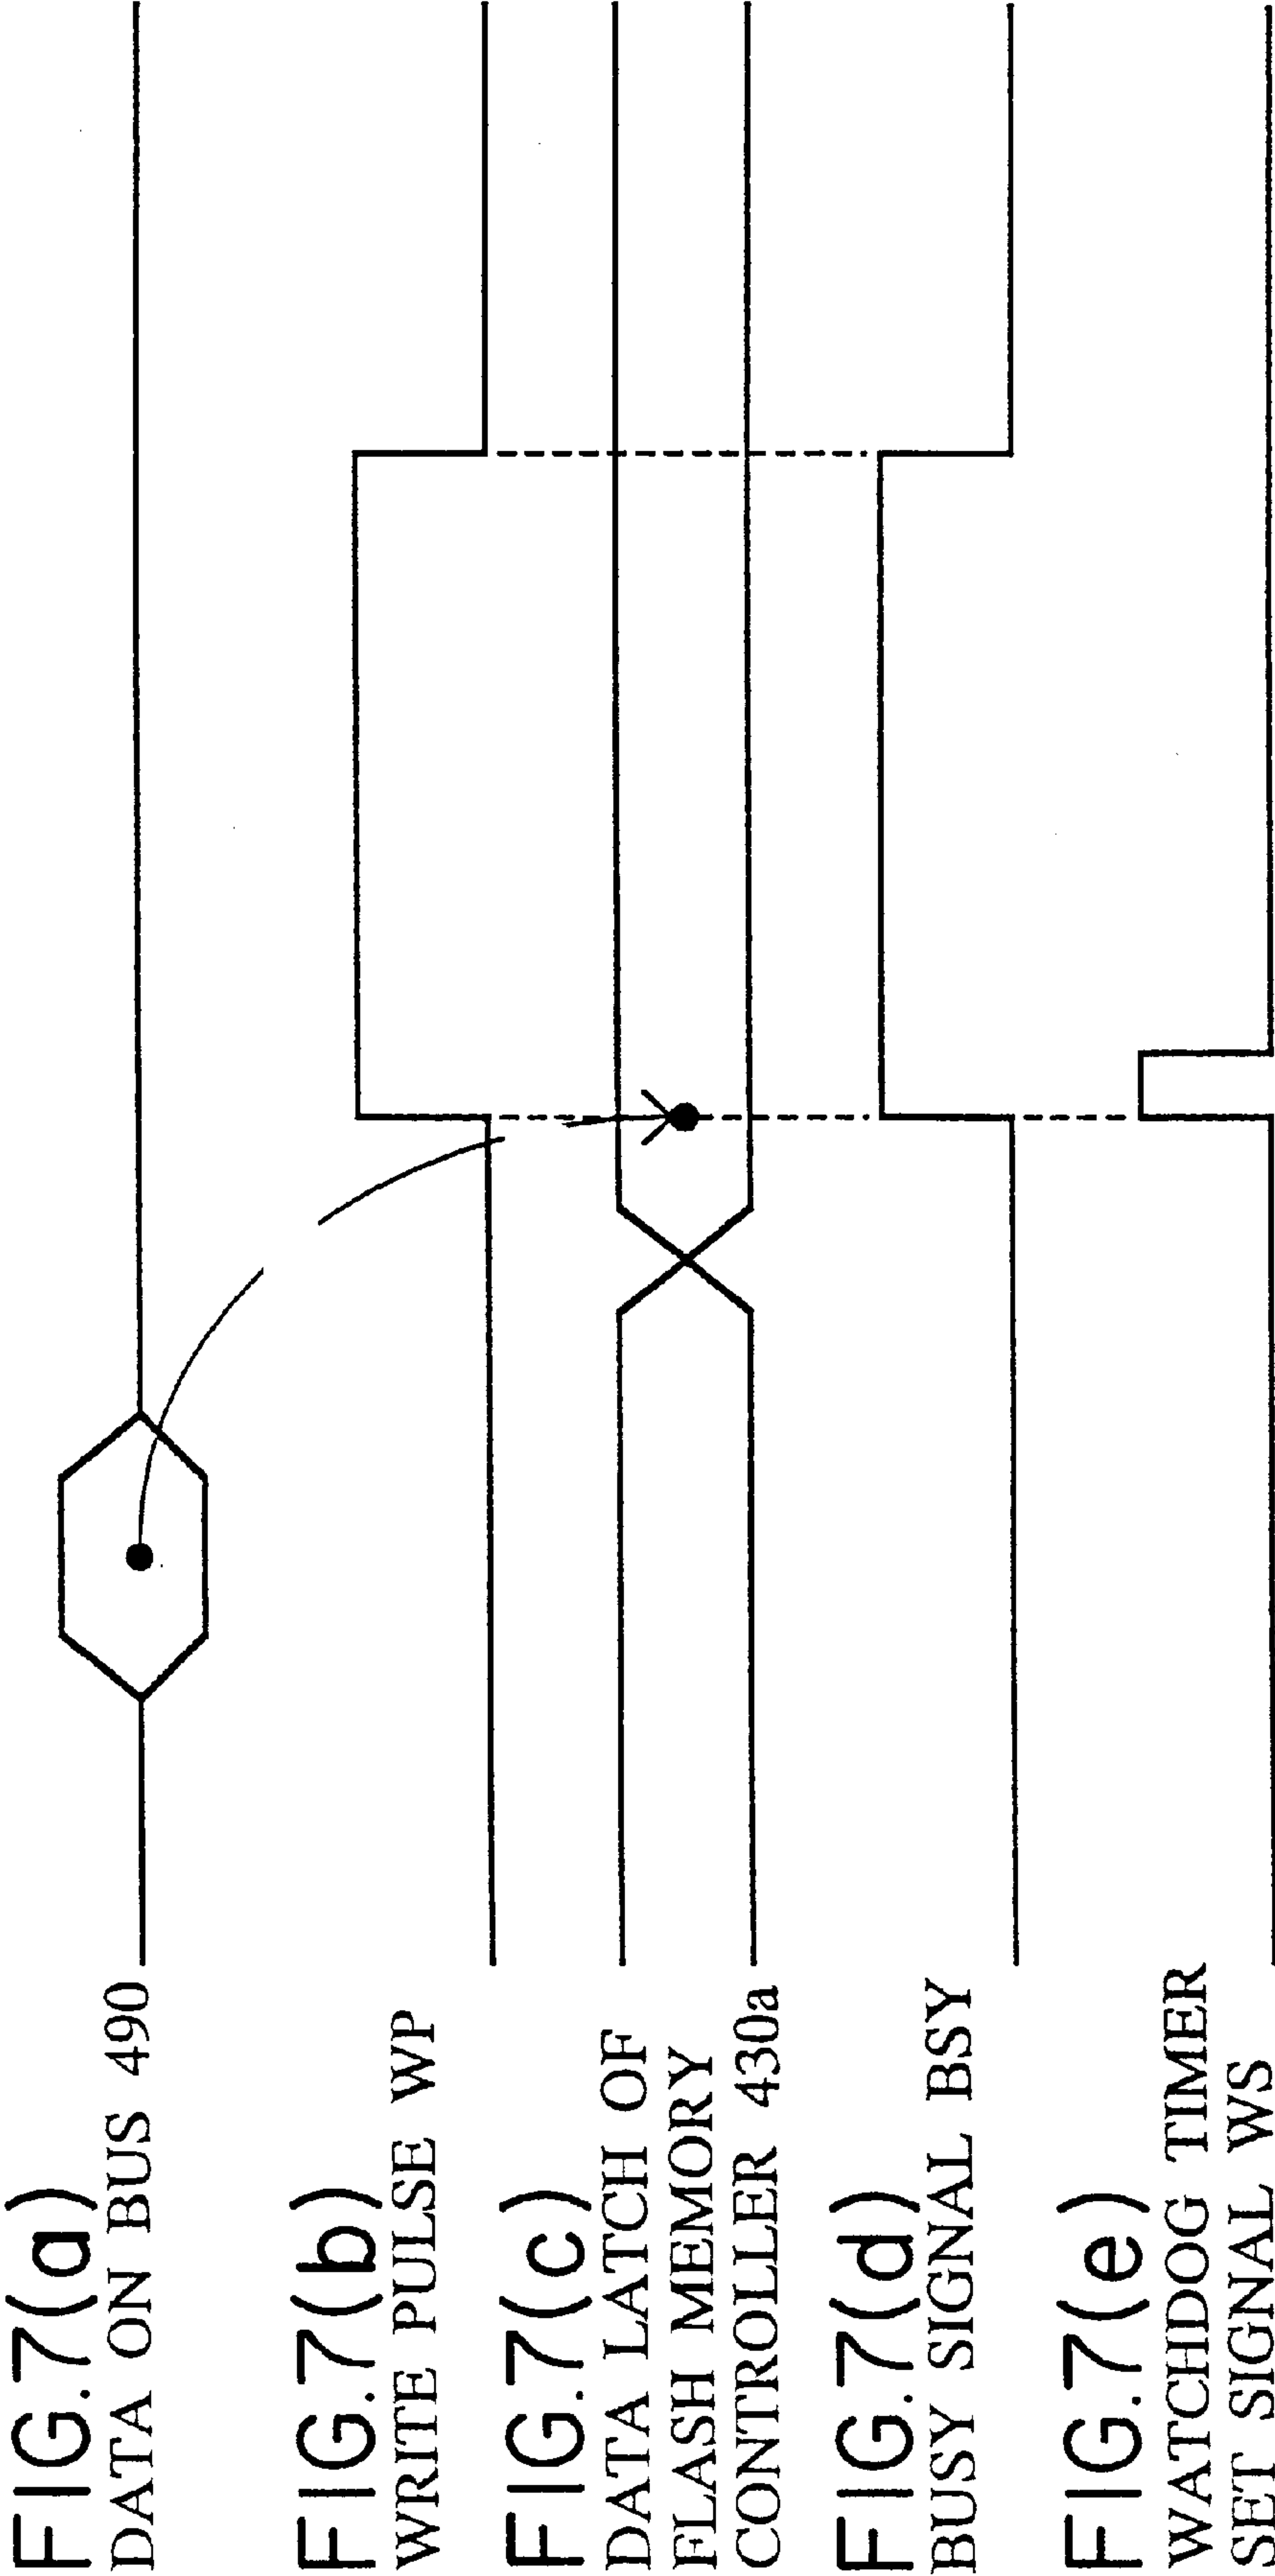 FIG.7(a)
DATA ON BUS 490
FIG.7(b)
WRITE PULSE WP
FIG.7(c)
DATA LATCH OF
FLASH MEMORY
CONTROLLER 430a
FIG.7(d)
BUSY SIGNAL BSY
FIG.7(e)
WATCHDOG TIMER
SET SIGNAL WS